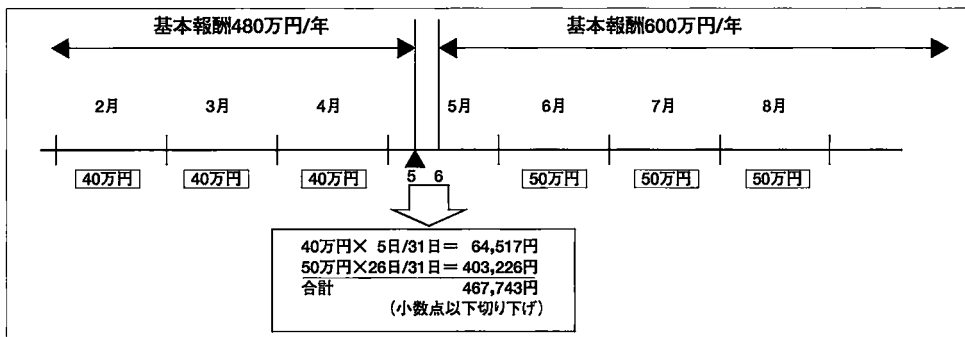 基本報酬480万円/年 基本報酬600万円/年
2月 3月 4月 5月 6月 7月 8月
40万円 40万円 40万円 5 6 50万円 50万円 50万円
40万円× 5日/31日= 64,517円
50万円×26日/31日=403,226円
合計 467,743円
(小数点以下切り下げ)